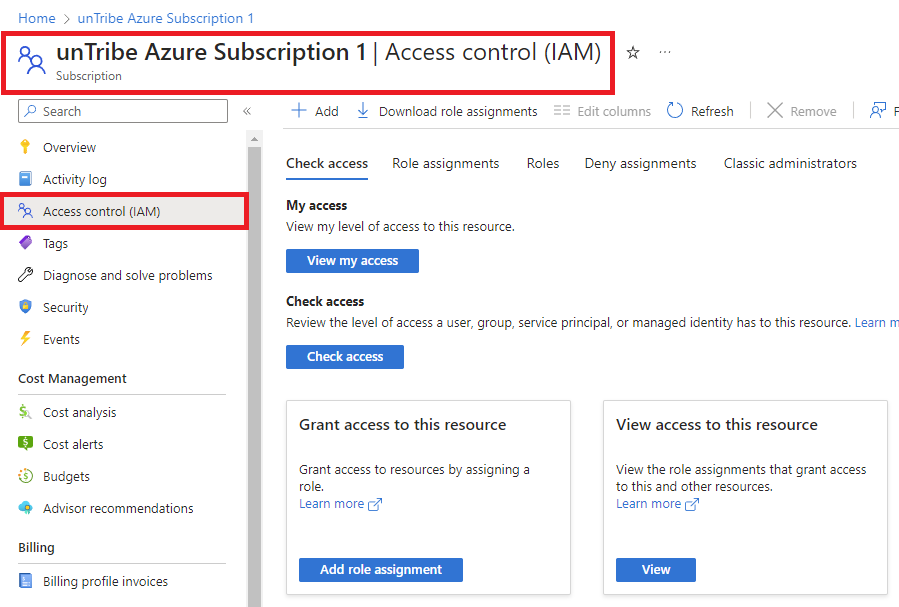 Home > unTribe Azure Subscription 1
unTribe Azure Subscription 1 | Access control (IAM)
Subscription
Search
Add
Download role assignments
Edit columns
Refresh
Remove
Overview
Activity log
Access control (IAM)
Tags
Diagnose and solve problems
Security
Events
Cost Management
Cost analysis
Cost alerts
Budgets
Advisor recommendations
Billing
Billing profile invoices
Check access
Role assignments
Roles
Deny assignments
Classic administrators
My access
View my level of access to this resource.
View my access
Check access
Review the level of access a user, group, service principal, or managed identity has to this resource. Learn
Check access
Grant access to this resource
Grant access to resources by assigning a
role.
Learn more
Add role assignment
View access to this resource
View the role assignments that grant access
to this and other resources.
Learn more
View